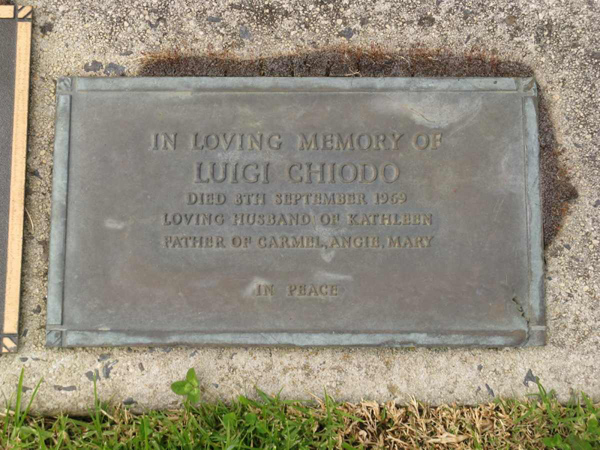 IN LOVING MEMORY OF
LUIGI CHIODO
DIED 8TH SEPTEMBER 1969
LOVING HUSBAND OF KATHLEEN
FATHER OF CARMEL, ANGIE, MARY
IN PEACE